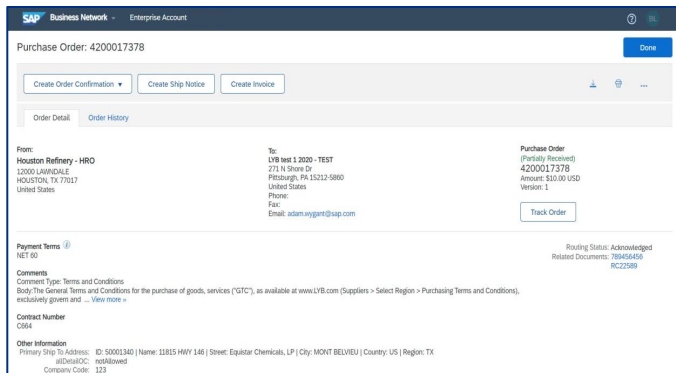 SAP Business Network Enterprise Account
BL
Purchase Order: 4200017378
Done
Create Order Confirmation ▼ Create Ship Notice Create Invoice ...
Order Detail Order History
From:
Houston Refinery - HRO
12000 LAWNDALE
HOUSTON, TX 77017
United States
To:
LYB test 1 2020 - TEST
271 N Shore Dr
Pittsburgh, PA 15212-5860
United States
Phone:
Fax:
Email: adam.wygant@sap.com
Purchase Order
(Partially Received)
4200017378
Amount: $10.00 USD
Version: 1
Track Order
Payment Terms
NET 60
Routing Status: Acknowledged
Related Documents: 789456456
RC22589
Comments
Comment Type: Terms and Conditions
Body:The General Terms and Conditions for the purchase of goods, services ("GTC"), as available at www.LYB.com (Suppliers > Select Region > Purchasing Terms and Conditions),
exclusively govern and ... View more »
Contract Number
C664
Other Information
Primary Ship To Address: ID: 50001340 | Name: 11815 HWY 146 | Street: Equistar Chemicals, LP | City: MONT BELVIEU | Country: US | Region: TX
allDetailOC: notAllowed
Company Code: 123